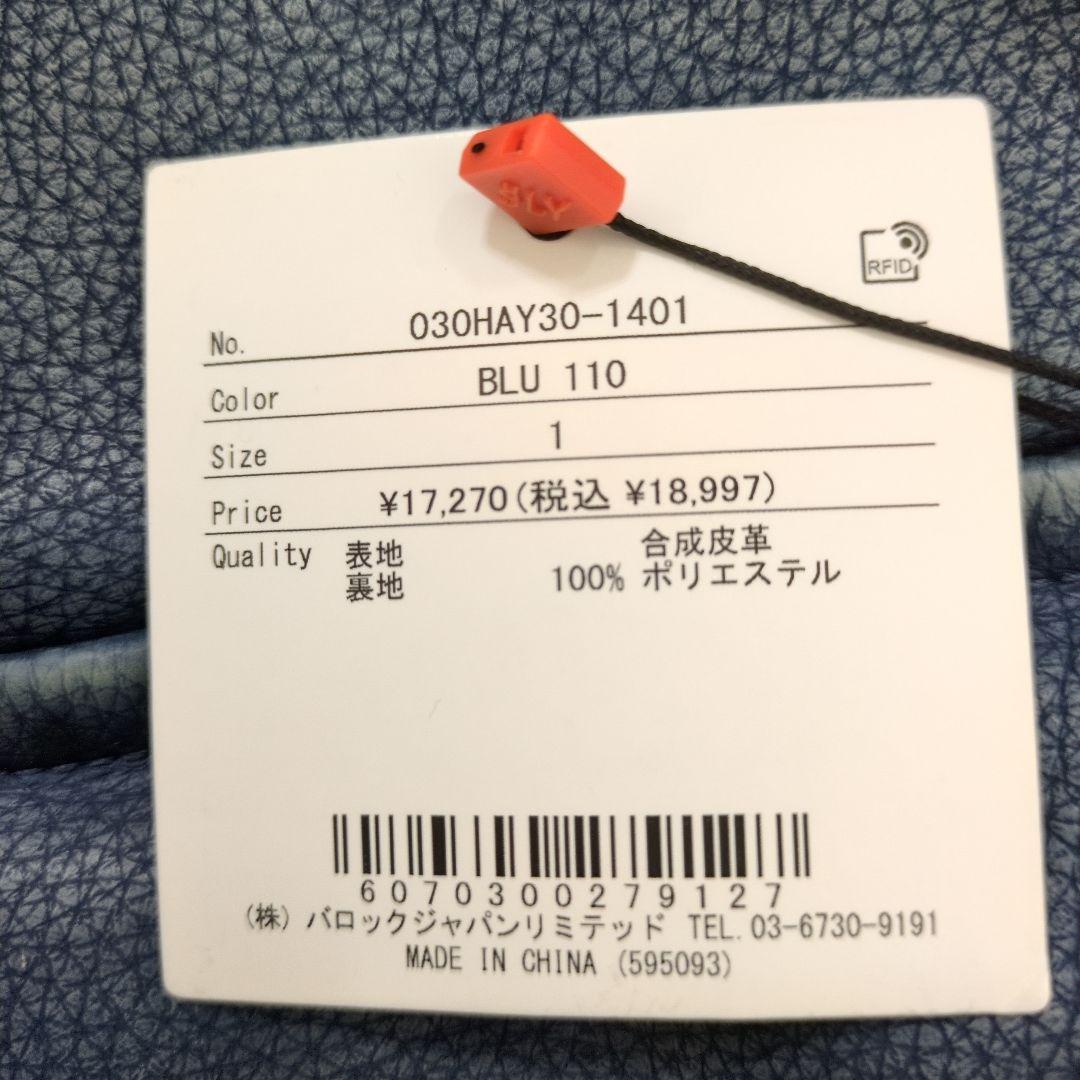 SLY
RFID
No. 030HAY30-1401
Color BLU 110
Size 1
Price ¥17,270(税込 ¥18,997)
Quality 表地 合成皮革
裏地 100% ポリエステル
6070300279127
(株) バロックジャパンリミテッド TEL.03-6730-9191
MADE IN CHINA (595093)